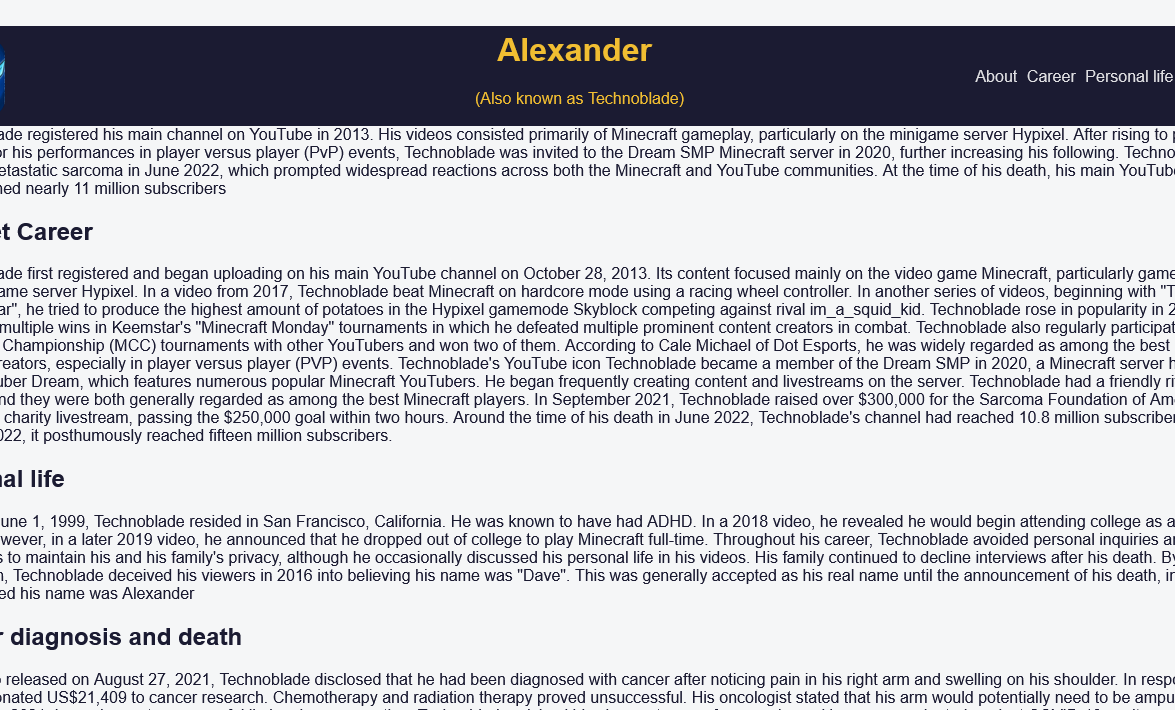 Alexander
(Also known as Technoblade)
About Career Personal life
ade registered his main channel on YouTube in 2013. His videos consisted primarily of Minecraft gameplay, particularly on the minigame server Hypixel. After rising to
or his performances in player versus player (PvP) events, Technoblade was invited to the Dream SMP Minecraft server in 2020, further increasing his following. Techno
etastatic sarcoma in June 2022, which prompted widespread reactions across both the Minecraft and YouTube communities. At the time of his death, his main YouTube
ned nearly 11 million subscribers
et Career
ade first registered and began uploading on his main YouTube channel on October 28, 2013. Its content focused mainly on the video game Minecraft, particularly game
ame server Hypixel. In a video from 2017, Technoblade beat Minecraft on hardcore mode using a racing wheel controller. In another series of videos, beginning with "T
ar", he tried to produce the highest amount of potatoes in the Hypixel gamemode Skyblock competing against rival im_a_squid_kid. Technoblade rose in popularity in 2
multiple wins in Keemstar's "Minecraft Monday" tournaments in which he defeated multiple prominent content creators in combat. Technoblade also regularly participat
Championship (MCC) tournaments with other YouTubers and won two of them. According to Cale Michael of Dot Esports, he was widely regarded as among the best
reators, especially in player versus player (PVP) events. Technoblade's YouTube icon Technoblade became a member of the Dream SMP in 2020, a Minecraft server h
uber Dream, which features numerous popular Minecraft YouTubers. He began frequently creating content and livestreams on the server. Technoblade had a friendly ri
nd they were both generally regarded as among the best Minecraft players. In September 2021, Technoblade raised over $300,000 for the Sarcoma Foundation of Ame
charity livestream, passing the $250,000 goal within two hours. Around the time of his death in June 2022, Technoblade's channel had reached 10.8 million subscriber
022, it posthumously reached fifteen million subscribers.
nal life
une 1, 1999, Technoblade resided in San Francisco, California. He was known to have had ADHD. In a 2018 video, he revealed he would begin attending college as a
wever, in a later 2019 video, he announced that he dropped out of college to play Minecraft full-time. Throughout his career, Technoblade avoided personal inquiries a
s to maintain his and his family's privacy, although he occasionally discussed his personal life in his videos. His family continued to decline interviews after his death. By
n, Technoblade deceived his viewers in 2016 into believing his name was "Dave". This was generally accepted as his real name until the announcement of his death, in
ed his name was Alexander
r diagnosis and death
released on August 27, 2021, Technoblade disclosed that he had been diagnosed with cancer after noticing pain in his right arm and swelling on his shoulder. In respo
onated US$21,409 to cancer research. Chemotherapy and radiation therapy proved unsuccessful. His oncologist stated that his arm would potentially need to be ampu